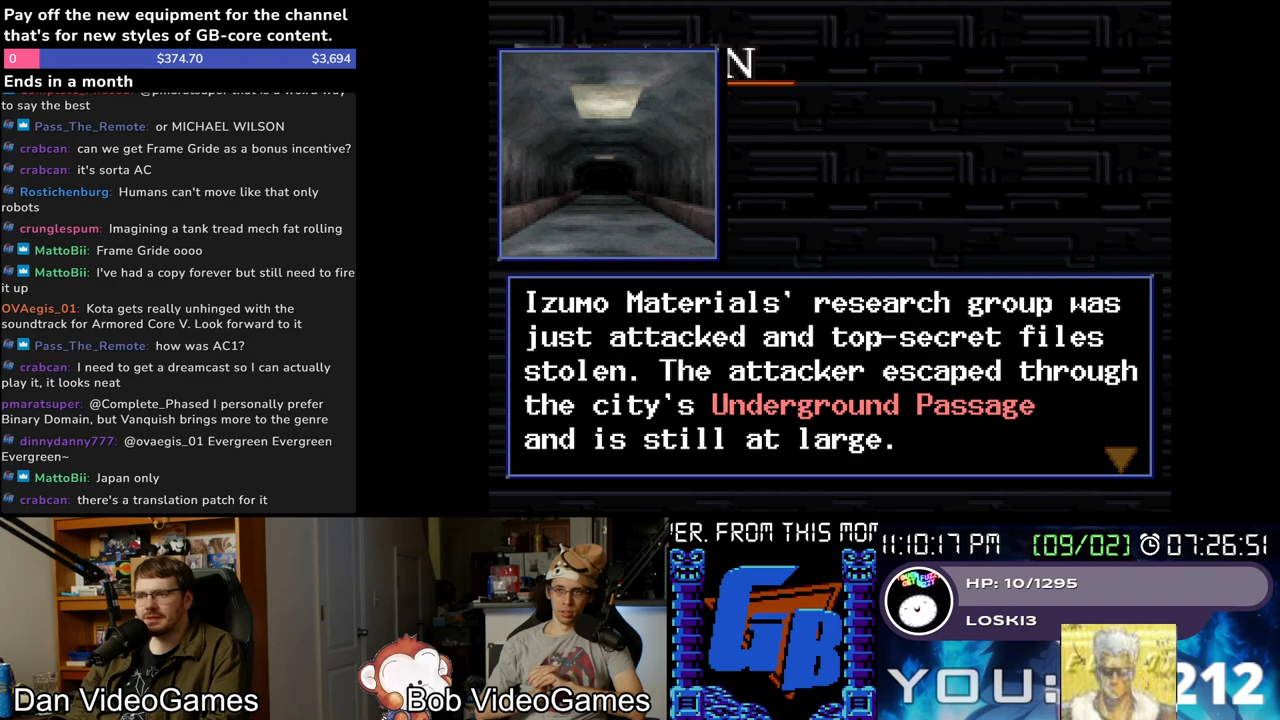 Pay off the new equipment for the channel
that's for new styles of GB-core content.
0 $374.70 $3,694
Ends in a month
to say the best
Pass_The_Remote: or MICHAEL WILSON
crabcan: can we get Frame Gride as a bonus incentive?
crabcan: it's sorta AC
Rostichenburg: Humans can't move like that only
robots
crunglespum: Imagining a tank tread mech fat rolling
MattoBii: Frame Gride oooo
MattoBii: I've had a copy forever but still need to fire
it up
OVAegis_01: Kota gets really unhinged with the
soundtrack for Armored Core V. Look forward to it
Pass_The_Remote: how was AC1?
crabcan: I need to get a dreamcast so I can actually
play it, it looks neat
pmaratsuper: @Complete_Phased I personally prefer
Binary Domain, but Vanquish brings more to the genre
dinnydanny777: @ovaegis_01 Evergreen Evergreen
Evergreen~
MattoBii: Japan only
crabcan: there's a translation patch for it
N
Izumo Materials' research group was
just attacked and top-secret files
stolen. The attacker escaped through
the city's Underground Passage
and is still at large.
Dan VideoGames
Bob VideoGames
ER. FROM THIS MOM
GB
11:10:17 PM [09/02] 07:26:51
HP: 10/1295
LOSKI3
YOU: 212